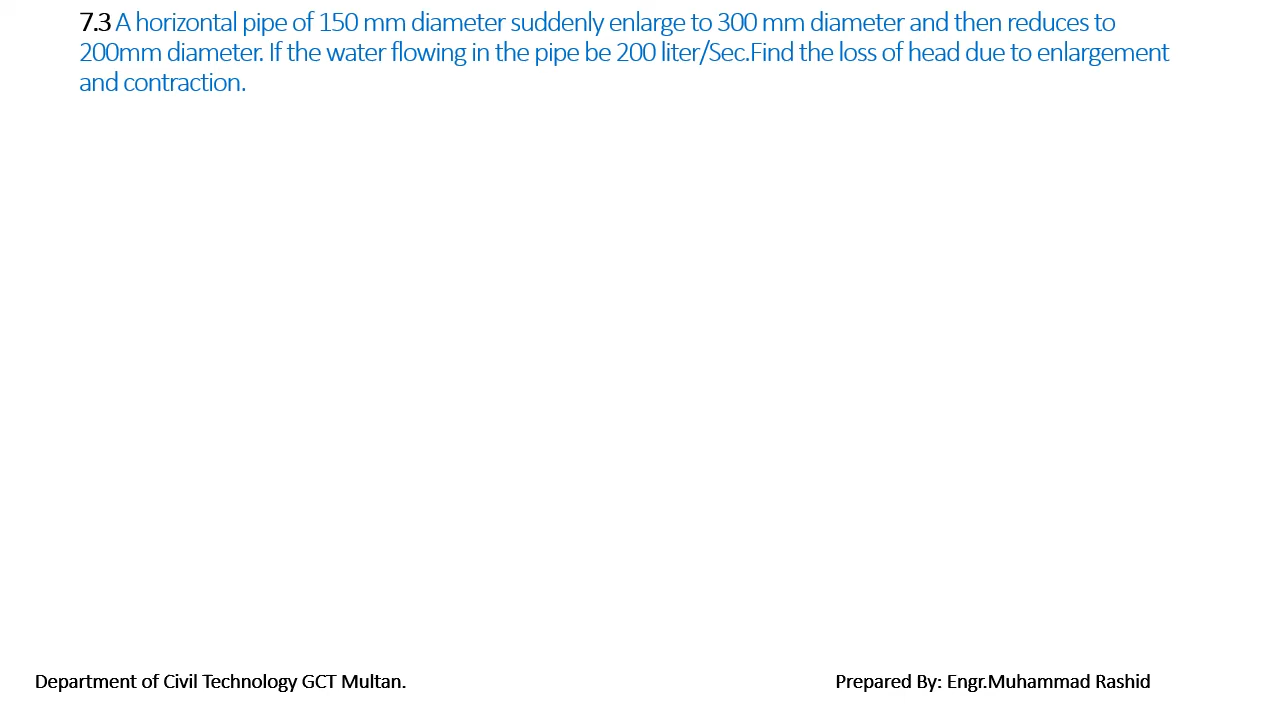 7.3 A horizontal pipe of 150 mm diameter suddenly enlarge to 300 mm diameter and then reduces to
200mm diameter. If the water flowing in the pipe be 200 liter/Sec.Find the loss of head due to enlargement
and contraction.
Department of Civil Technology GCT Multan.
Prepared By: Engr.Muhammad Rashid